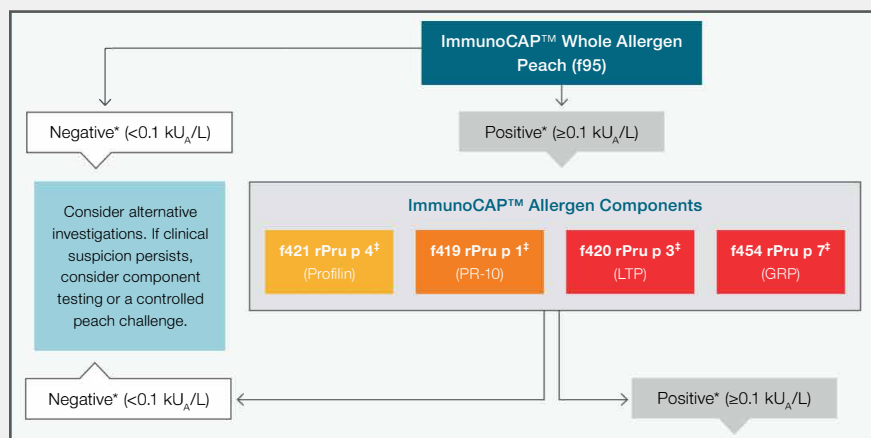 ImmunoCAP™ Whole Allergen
Peach (f95)
Negative* (<0.1 kUA/L)
Positive* (≥0.1 kUA/L)
Consider alternative
investigations. If clinical
suspicion persists,
consider component
testing or a controlled
peach challenge.
ImmunoCAP™ Allergen Components
f421 rPru p 4‡
(Profilin)
f419 rPru p 1‡
(PR-10)
f420 rPru p 3‡
(LTP)
f454 rPru p 7‡
(GRP)
Negative* (<0.1 kUA/L)
Positive* (≥0.1 kUA/L)